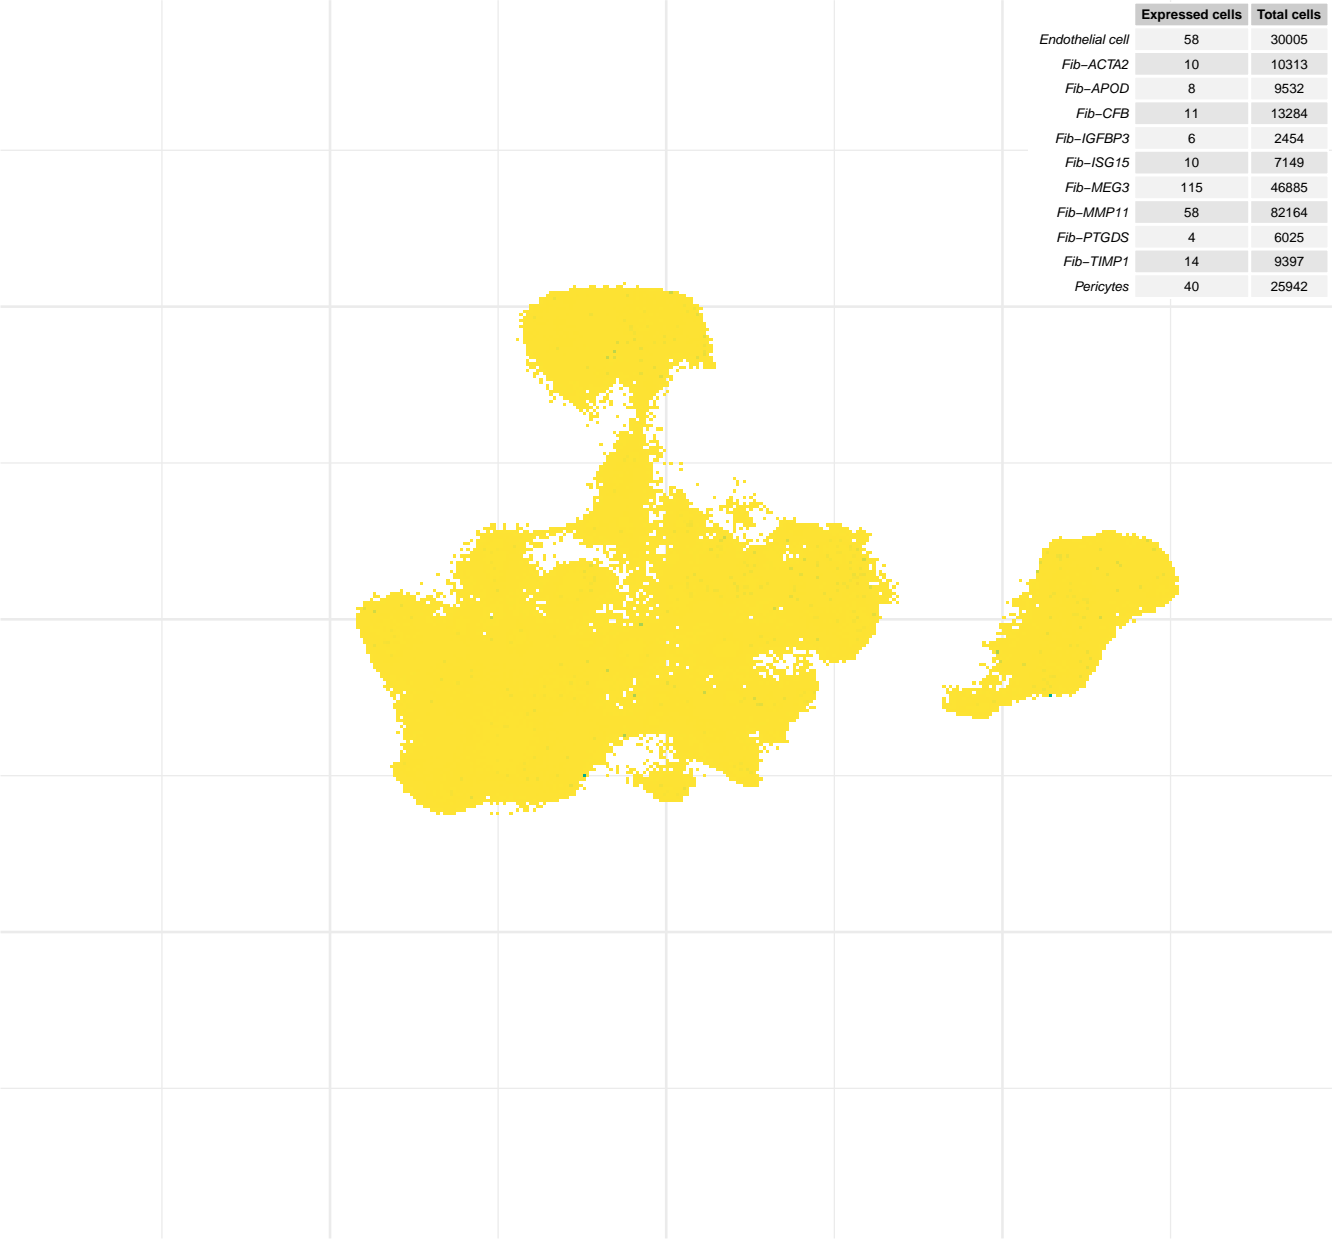 Expressed cells Total cells
Endothelial cell 58 30005
Fib−ACTA2 10 10313
Fib−APOD 8 9532
Fib−CFB 11 13284
Fib−IGFBP3 6 2454
Fib−ISG15 10 7149
Fib−MEG3 115 46885
Fib−MMP11 58 82164
Fib−PTGDS 4 6025
Fib−TIMP1 14 9397
Pericytes 40 25942